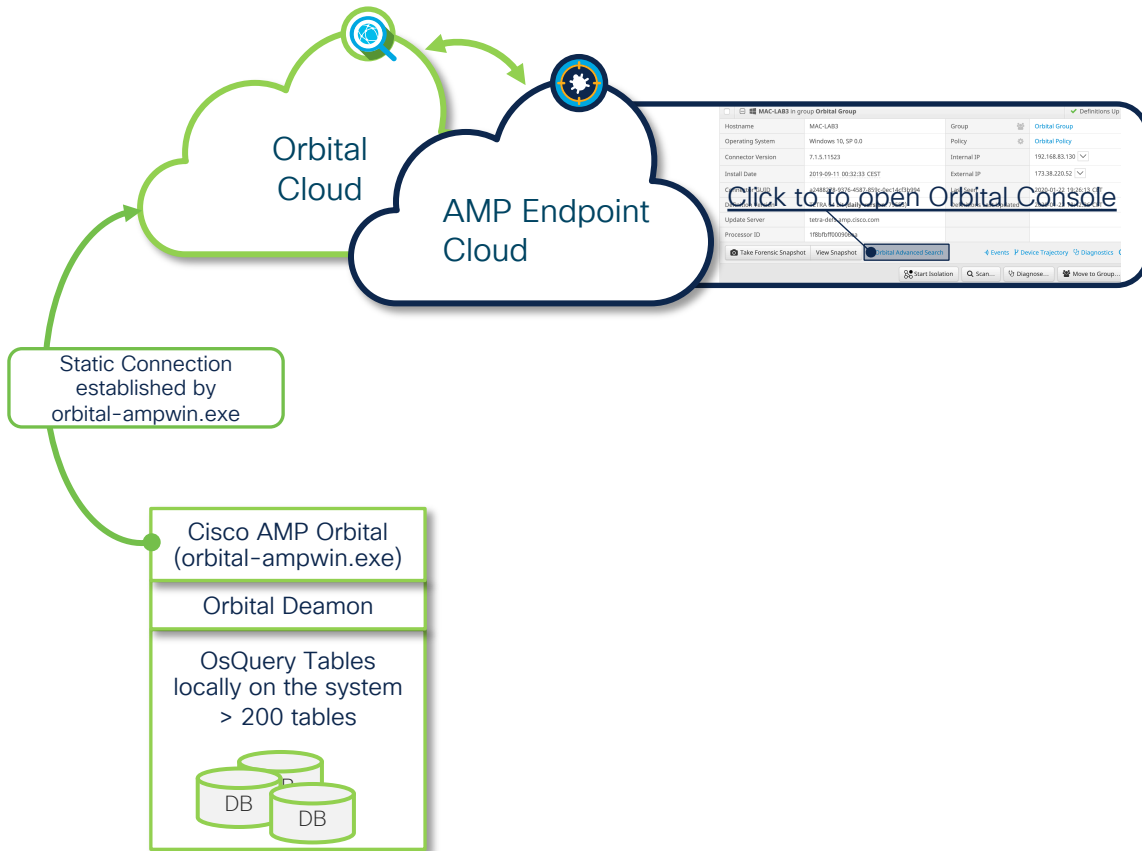 Orbital
Cloud
AMP Endpoint
Cloud
MAC-LAB3 in group Orbital Group
Definitions Up
Hostname MAC-LAB3 Group Orbital Group
Operating System Windows 10, SP 0.0 Policy Orbital Policy
Connector Version 7.1.5.11523 Internal IP 192.168.83.130
Install Date 2019-09-11 00:32:33 CEST External IP 173.38.220.52
Click to to open Orbital Console
Update Server tetra-defs.amp.cisco.com
Processor ID
Take Forensic Snapshot View Snapshot Orbital Advanced Search Events Device Trajectory Diagnostics
Start Isolation Scan... Diagnose... Move to Group...
Static Connection
established by
orbital-ampwin.exe
Cisco AMP Orbital
(orbital-ampwin.exe)
Orbital Deamon
OsQuery Tables
locally on the system
> 200 tables
DB
DB